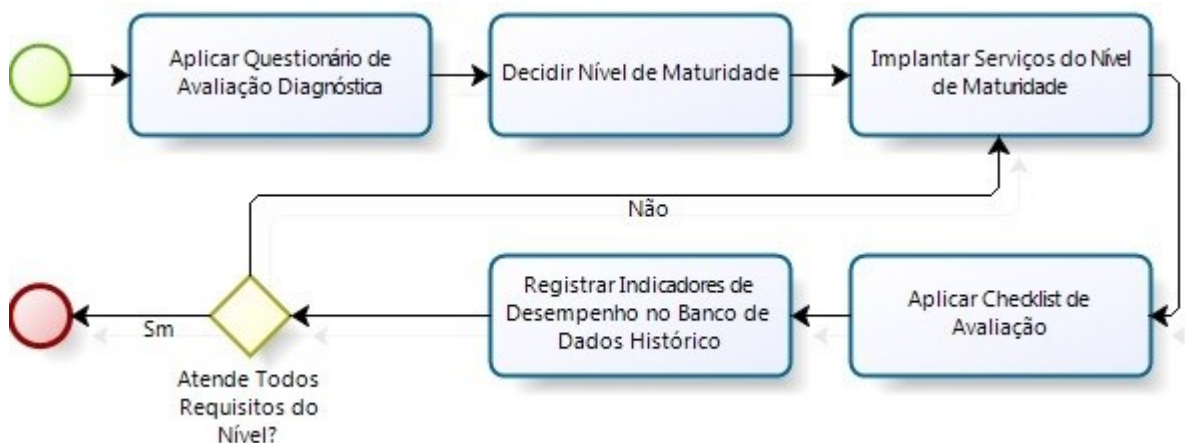 Aplicar Questionário de
Avaliação Diagnóstica
Decidir Nível de Maturidade
Implantar Serviços do Nível
de Maturidade
Não
Aplicar Checklist de
Avaliação
Registrar Indicadores de
Desempenho no Banco de
Dados Histórico
Sm
Atende Todos
Requisitos do
Nível?